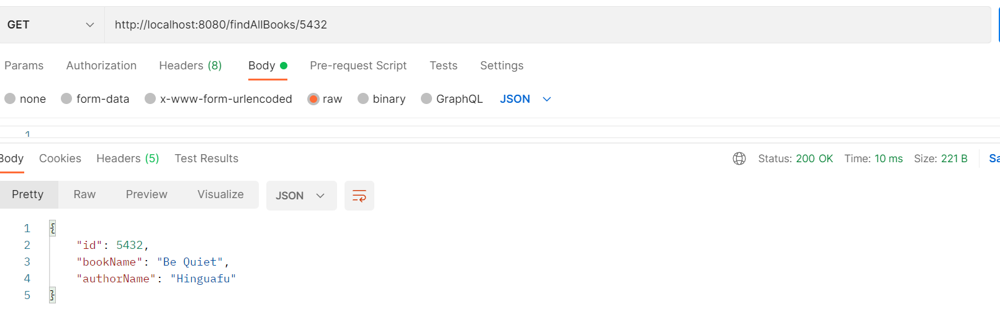 GET http://localhost:8080/findAllBooks/5432
Params Authorization Headers (8) Body Pre-request Script Tests Settings
none form-data x-www-form-urlencoded raw binary GraphQL JSON
1
Body Cookies Headers (5) Test Results Status: 200 OK Time: 10 ms Size: 221 B Sa
Pretty Raw Preview Visualize JSON
1 {
2 "id": 5432,
3 "bookName": "Be Quiet",
4 "authorName": "Hinguafu"
5 }